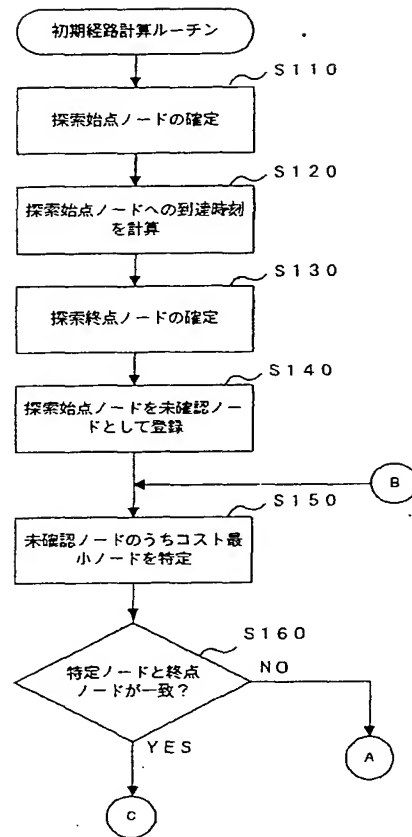 初期経路計算ルーチン
S110
探索始点ノードの確定
S120
探索始点ノードへの到達時刻
を計算
S130
探索終点ノードの確定
S140
探索始点ノードを未確認ノー
ドとして登録
B
S150
未確認ノードのうちコスト最
小ノードを特定
S160
特定ノードと終点
ノードが一致？
NO
YES
A
C